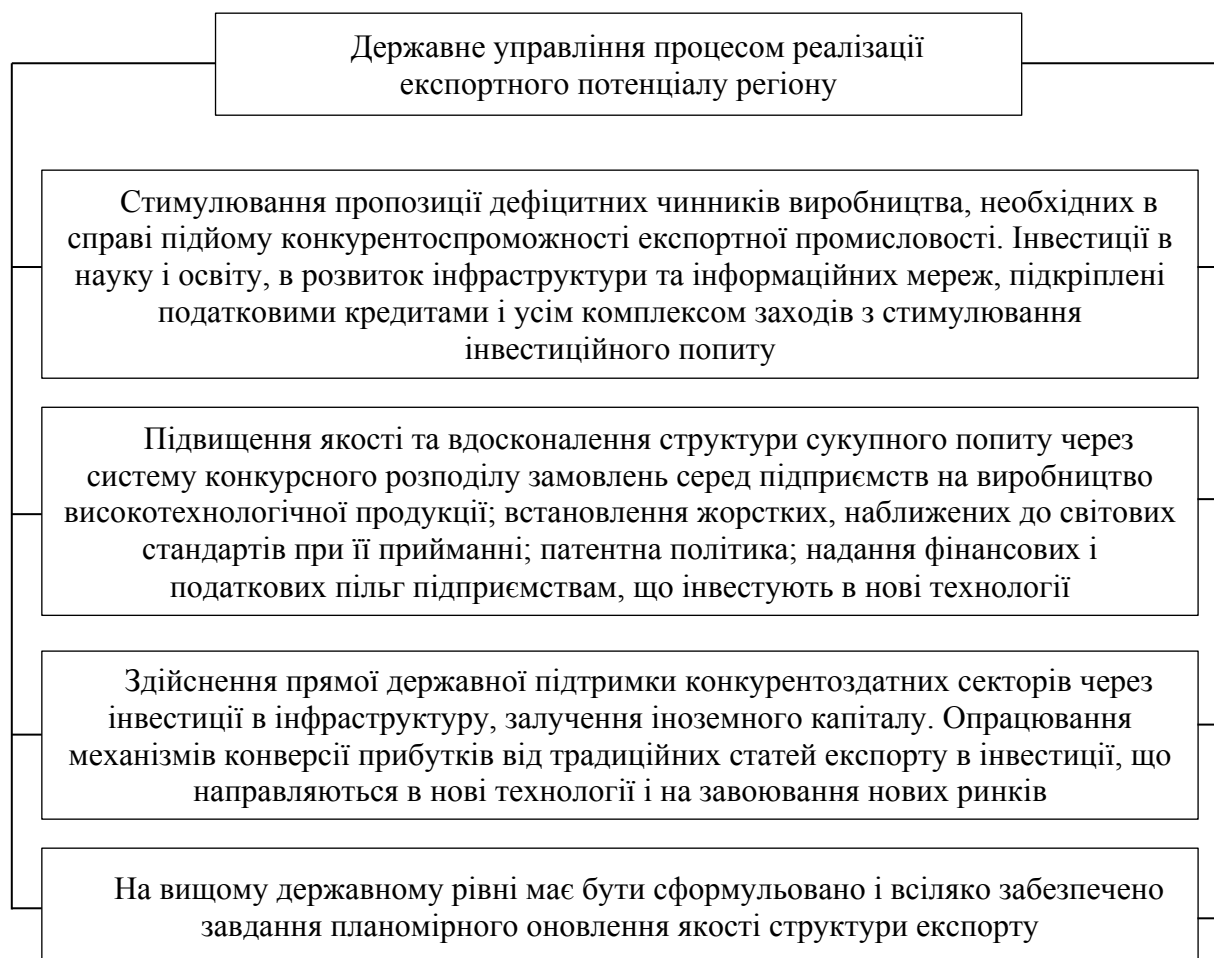 Державне управління процесом реалізації
експортного потенціалу регіону
Стимулювання пропозиції дефіцитних чинників виробництва, необхідних в
справі підйому конкурентоспроможності експортної промисловості. Інвестиції в
науку і освіту, в розвиток інфраструктури та інформаційних мереж, підкріплені
податковими кредитами і усім комплексом заходів з стимулювання
інвестиційного попиту
Підвищення якості та вдосконалення структури сукупного попиту через
систему конкурсного розподілу замовлень серед підприємств на виробництво
високотехнологічної продукції; встановлення жорстких, наближених до світових
стандартів при її прийманні; патентна політика; надання фінансових і
податкових пільг підприємствам, що інвестують в нові технології
Здійснення прямої державної підтримки конкурентоздатних секторів через
інвестиції в інфраструктуру, залучення іноземного капіталу. Опрацювання
механізмів конверсії прибутків від традиційних статей експорту в інвестиції, що
направляються в нові технології і на завоювання нових ринків
На вищому державному рівні має бути сформульовано і всіляко забезпечено
завдання планомірного оновлення якості структури експорту